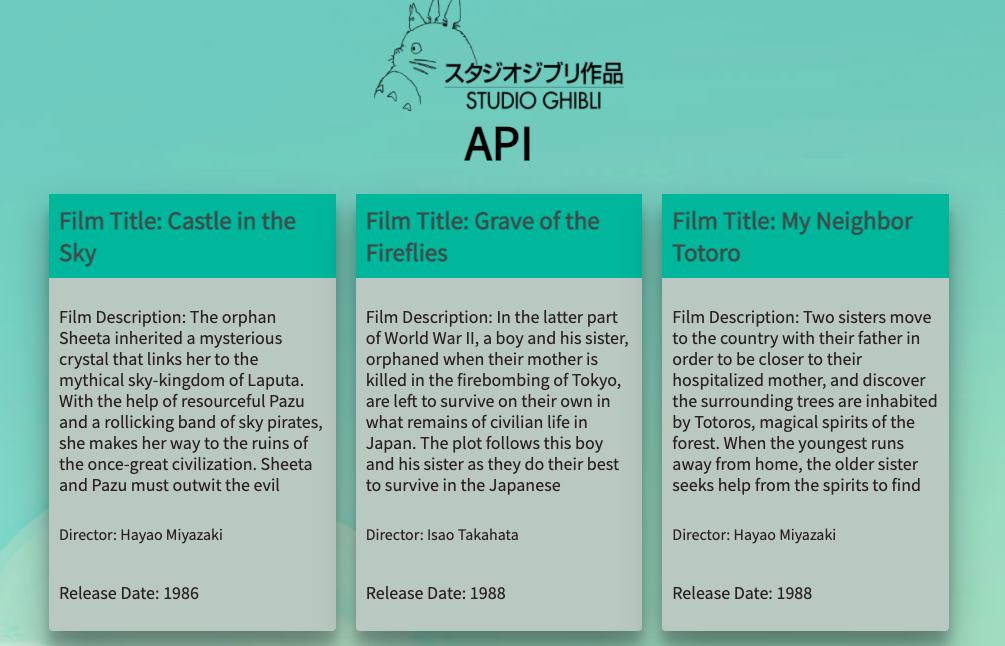 スタジオジブリ作品
STUDIO GHIBLI
API
Film Title: Castle in the
Sky
Film Description: The orphan
Sheeta inherited a mysterious
crystal that links her to the
mythical sky-kingdom of Laputa.
With the help of resourceful Pazu
and a rollicking band of sky pirates,
she makes her way to the ruins of
the once-great civilization. Sheeta
and Pazu must outwit the evil
Director: Hayao Miyazaki
Release Date: 1986
Film Title: Grave of the
Fireflies
Film Description: In the latter part
of World War II, a boy and his sister,
orphaned when their mother is
killed in the firebombing of Tokyo,
are left to survive on their own in
what remains of civilian life in
Japan. The plot follows this boy
and his sister as they do their best
to survive in the Japanese
Director: Isao Takahata
Release Date: 1988
Film Title: My Neighbor
Totoro
Film Description: Two sisters move
to the country with their father in
order to be closer to their
hospitalized mother, and discover
the surrounding trees are inhabited
by Totoros, magical spirits of the
forest. When the youngest runs
away from home, the older sister
seeks help from the spirits to find
Director: Hayao Miyazaki
Release Date: 1988